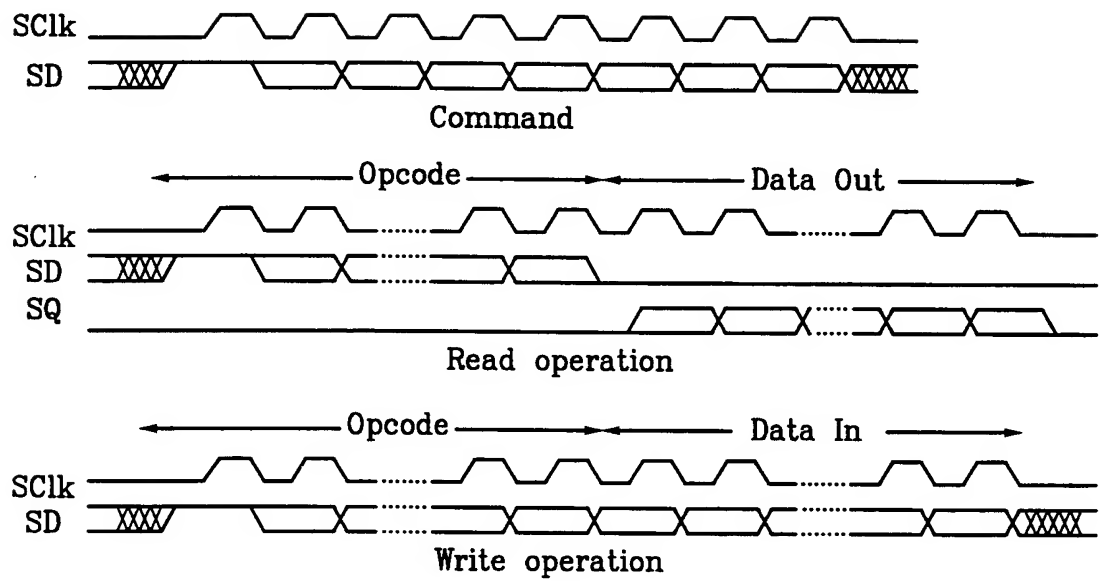 SClk
SD
Command
Opcode Data Out
SClk
SD
SQ
Read operation
Opcode Data In
SClk
SD
Write operation